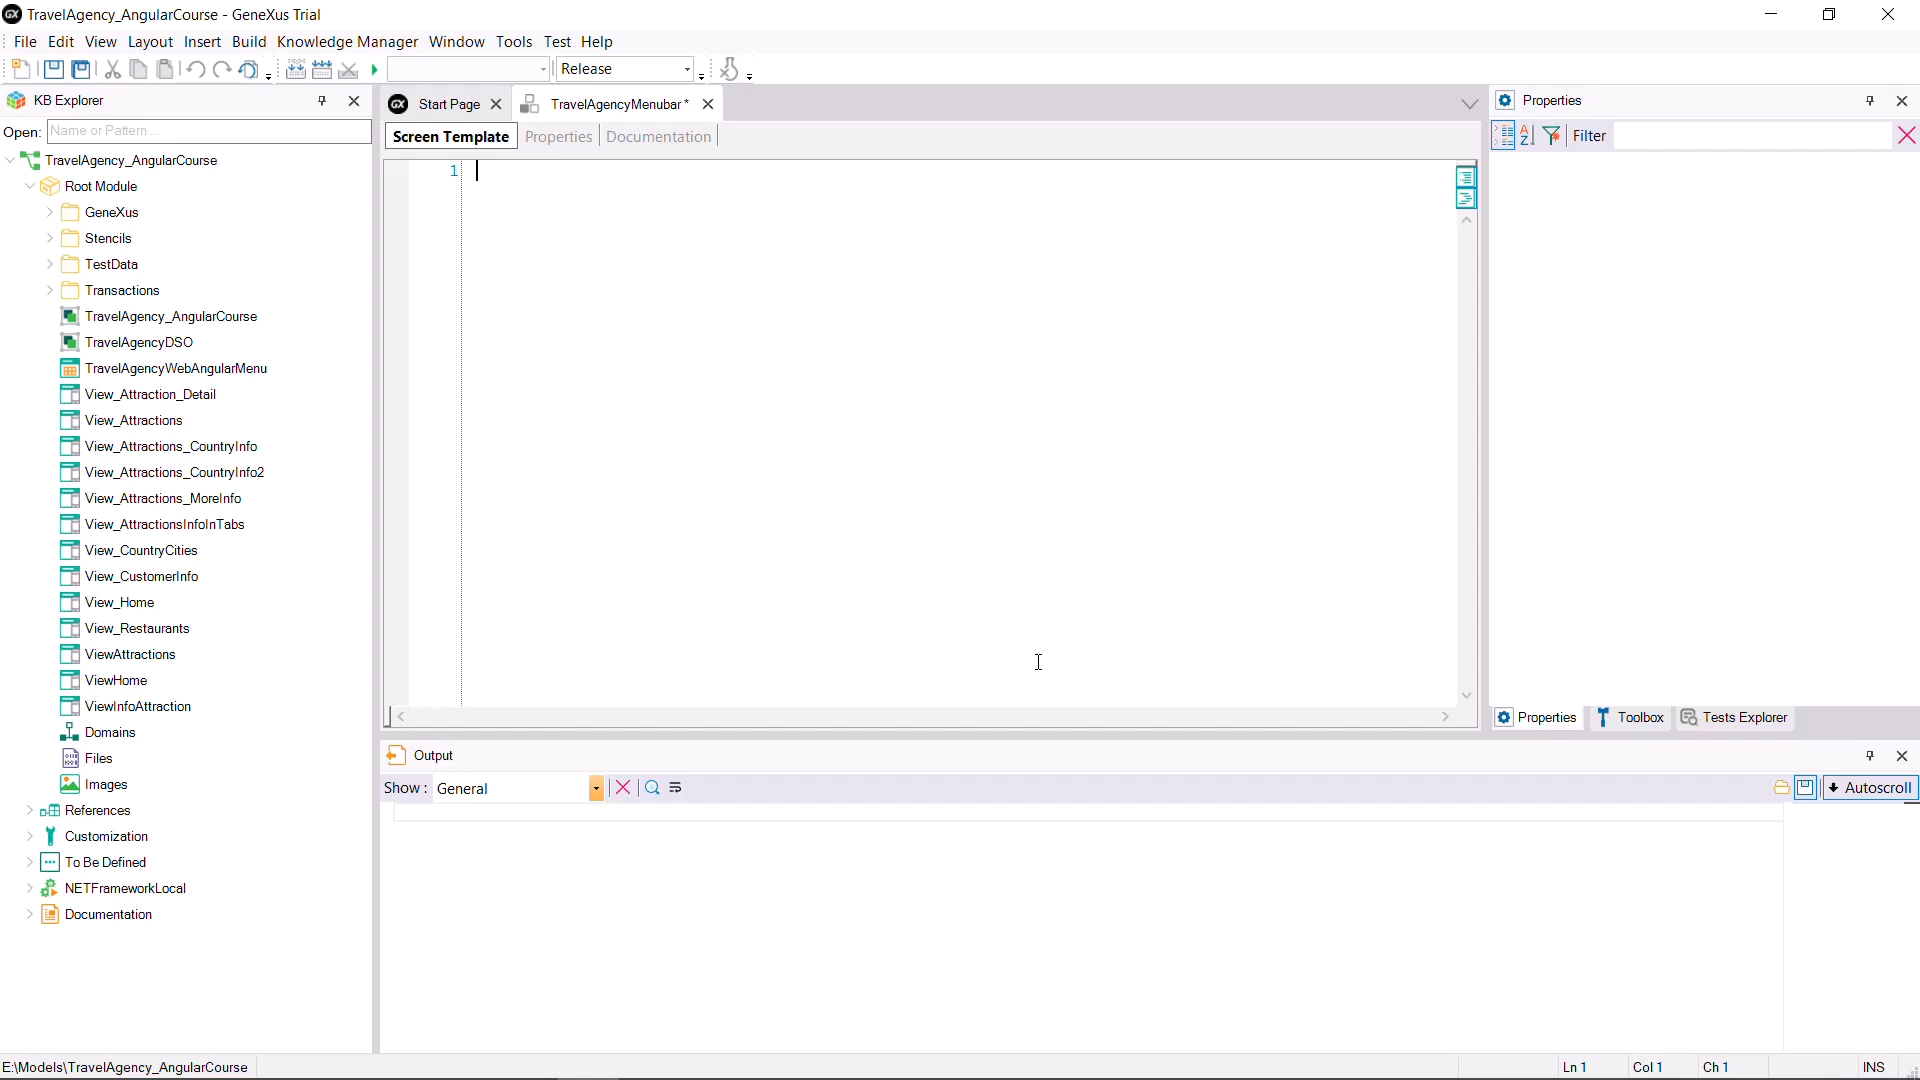 TravelAgency_AngularCourse - GeneXus Trial
File Edit View Layout Insert Build Knowledge Manager Window Tools Test Help
Release
KB Explorer
Open: Name or Pattern ...
TravelAgency_AngularCourse
Root Module
GeneXus
Stencils
TestData
Transactions
TravelAgency_AngularCourse
TravelAgencyDSO
TravelAgencyWebAngularMenu
View_Attraction_Detail
View_Attractions
View_Attractions_CountryInfo
View_Attractions_CountryInfo2
View_Attractions_MoreInfo
View_AttractionsInfoInTabs
View_CountryCities
View_CustomerInfo
View_Home
View_Restaurants
ViewAttractions
ViewHome
ViewInfoAttraction
Domains
Files
Images
References
Customization
To Be Defined
NETFrameworkLocal
Documentation
Start Page
TravelAgencyMenubar *
Screen Template Properties Documentation
1
Properties
Filter
Properties Toolbox Tests Explorer
Output
Show : General
Autoscroll
E:\Models\TravelAgency_AngularCourse
Ln 1 Col 1 Ch 1 INS